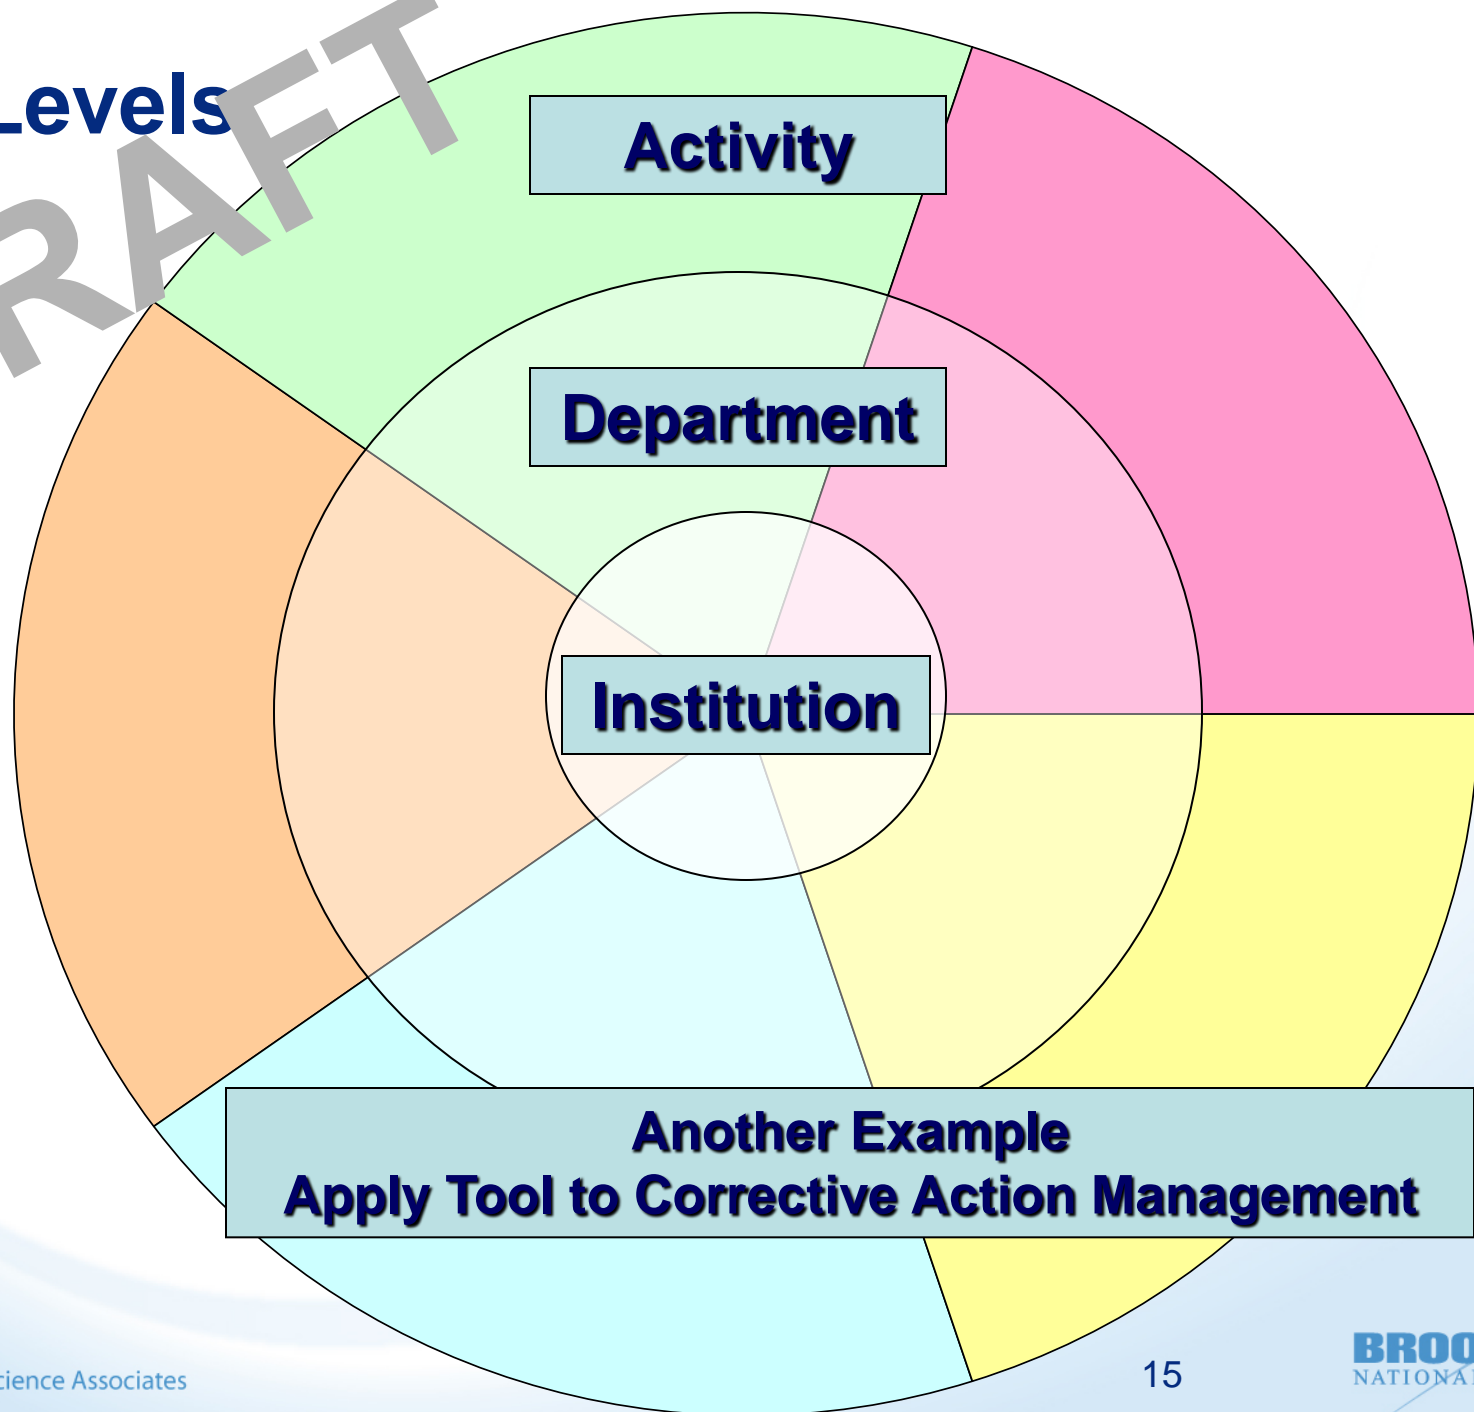 Levels
RAFT
Activity
Department
Institution
Another Example
Apply Tool to Corrective Action Management
cience Associates
15
BROO
NATIONA